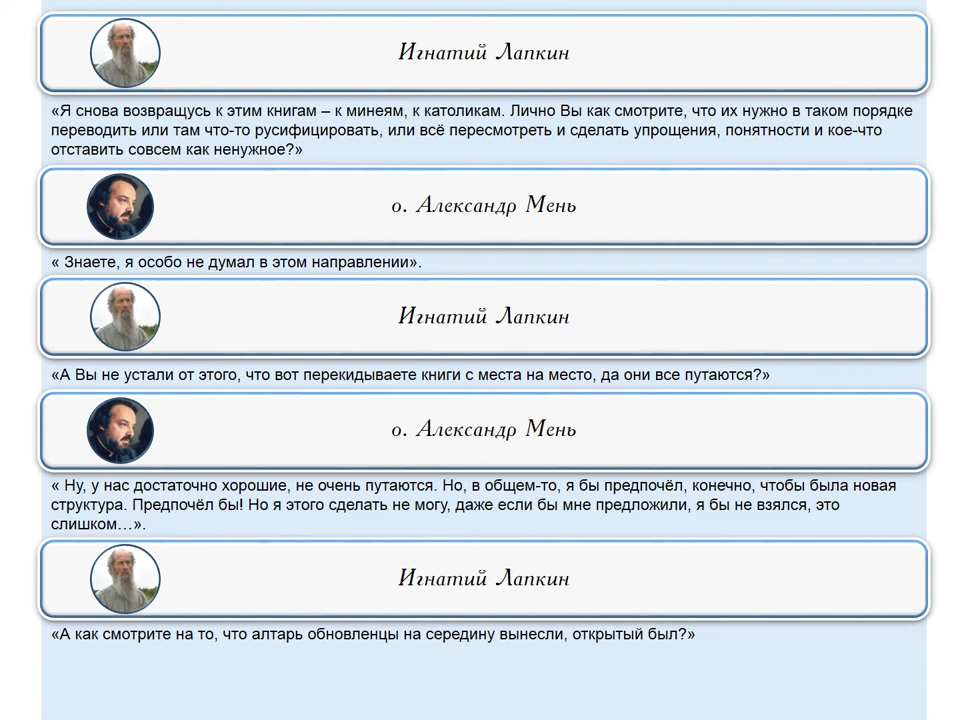 Игнатий Лапкин
«Я снова возвращусь к этим книгам – к минеям, к католикам. Лично Вы как смотрите, что их нужно в таком порядке
переводить или там что-то русифицировать, или всё пересмотреть и сделать упрощения, понятности и кое-что
отставить совсем как ненужное?»
о. Александр Мень
« Знаете, я особо не думал в этом направлении».
Игнатий Лапкин
«А Вы не устали от этого, что вот перекидываете книги с места на место, да они все путаются?»
о. Александр Мень
« Ну, у нас достаточно хорошие, не очень путаются. Но, в общем-то, я бы предпочёл, конечно, чтобы была новая
структура. Предпочёл бы! Но я этого сделать не могу, даже если бы мне предложили, я бы не взялся, это
слишком…».
Игнатий Лапкин
«А как смотрите на то, что алтарь обновленцы на середину вынесли, открытый был?»